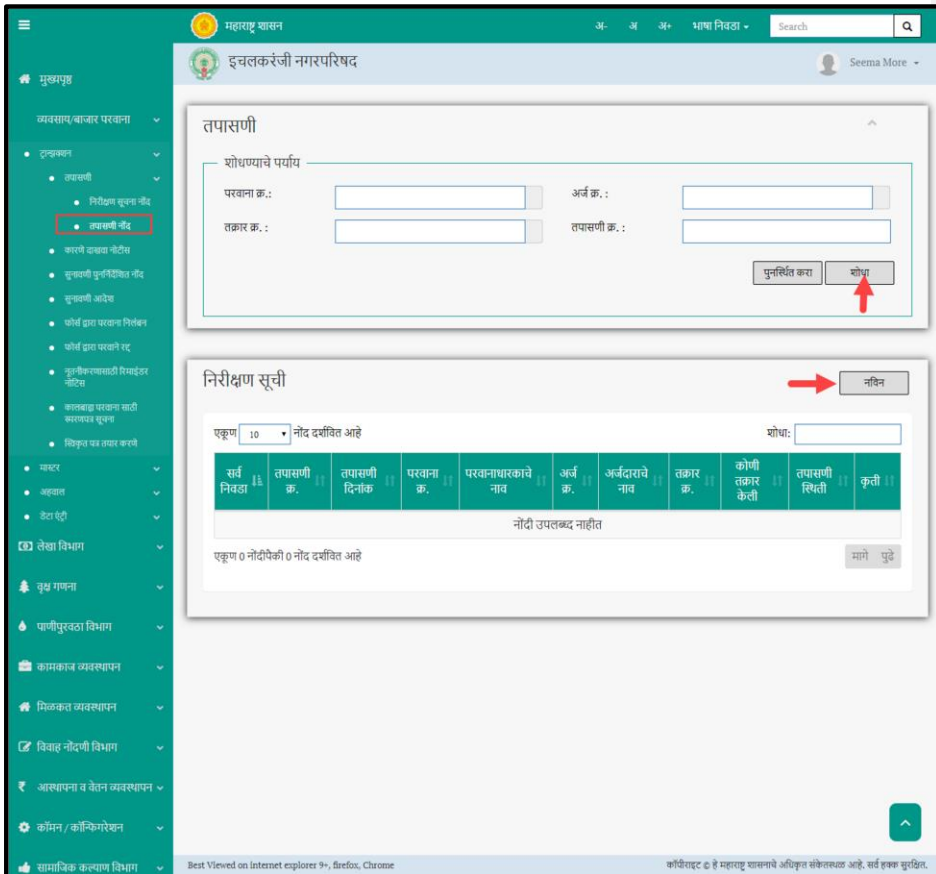 महाराष्ट्र शासन
अ- अ अ+ भाषा निवडा Search
इचलकरंजी नगरपरिषद
Seema More
मुख्यपृष्ठ
व्यवसाय/बाजार परवाना
ट्रान्झाक्शन
तपासणी
निरीक्षण सूचना नोंद
तपासणी नोंद
कारणे दाखवा नोटीस
सुनावणी पुनर्निर्देशित नोंद
सुनावणी आदेश
फोर्स द्वारा परवाना निलंबन
फोर्स द्वारा परवाने रद्द
नूतनीकरणासाठी रिमाइंडर
नोटिस
कालबाह्य परवाना साठी
स्मरणपत्र सूचना
स्विकृत पत्र तयार करणे
मास्टर
अहवाल
डेटा ऐंट्री
लेखा विभाग
वृक्ष गणना
पाणीपुरवठा विभाग
कामकाज व्यवस्थापन
मिळकत व्यवस्थापन
विवाह नोंदणी विभाग
आस्थापना व वेतन व्यवस्थापन
कॉमन / कॉन्फिगरेशन
सामाजिक कल्याण विभाग
तपासणी
शोधण्याचे पर्याय
परवाना क्र.: अर्ज क्र. :
तक्रार क्र. : तपासणी क्र. :
पुनर्स्थित करा शोधा
निरीक्षण सूची
नविन
एकूण 10 नोंद दर्शवित आहे शोधा:
सर्व निवडा तपासणी क्र. तपासणी दिनांक परवाना क्र. परवानाधारकाचे नाव अर्ज क्र. अर्जदाराचे नाव तक्रार क्र. कोणी तक्रार केली तपासणी स्थिती कृती
नोंदी उपलब्ध नाहीत
एकूण 0 नोंदीपैकी 0 नोंद दर्शवित आहे मागे पुढे
Best Viewed on internet explorer 9+, firefox, Chrome
कॉपीराइट © हे महाराष्ट्र शासनाचे अधिकृत संकेतस्थळ आहे. सर्व हक्क सुरक्षित.